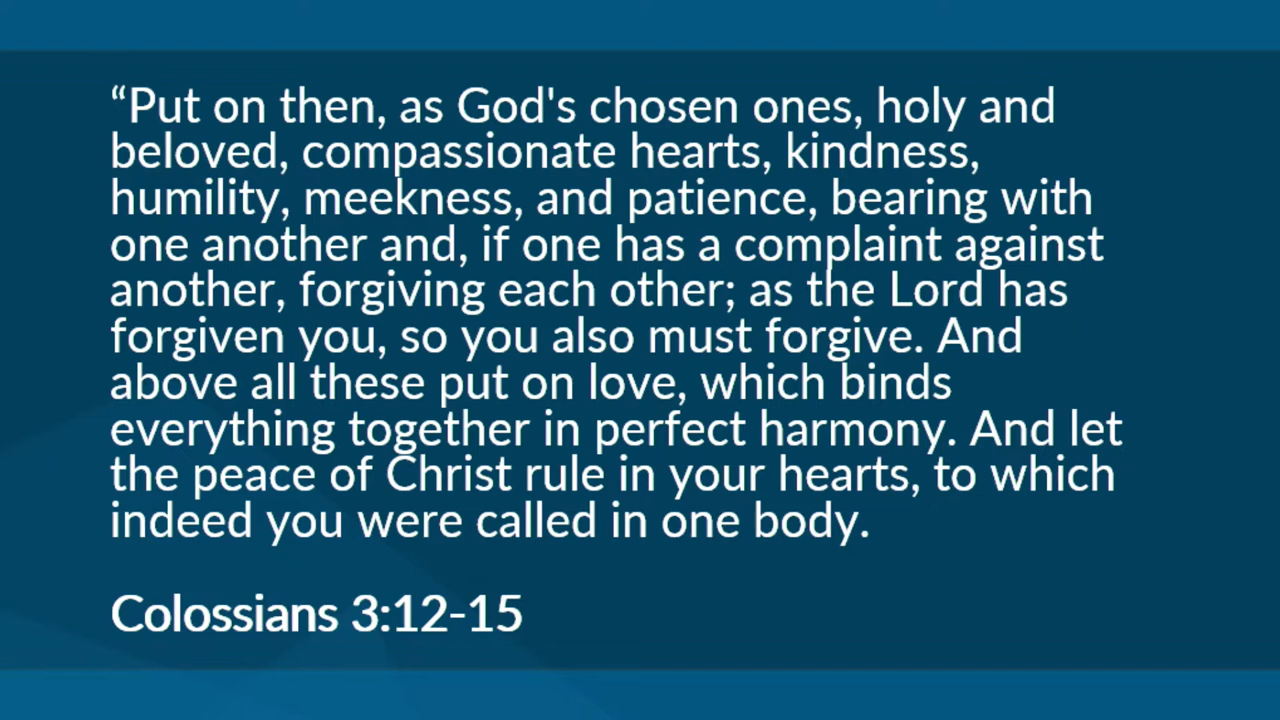 “Put on then, as God's chosen ones, holy and
beloved, compassionate hearts, kindness,
humility, meekness, and patience, bearing with
one another and, if one has a complaint against
another, forgiving each other; as the Lord has
forgiven you, so you also must forgive. And
above all these put on love, which binds
everything together in perfect harmony. And let
the peace of Christ rule in your hearts, to which
indeed you were called in one body.
Colossians 3:12-15